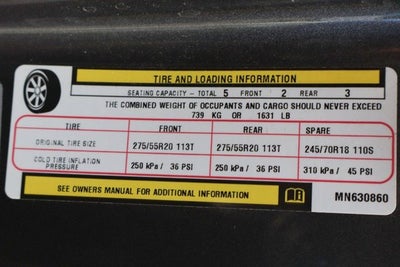 TIRE AND LOADING INFORMATION
SEATING CAPACITY - TOTAL 5 FRONT 2 REAR 3
THE COMBINED WEIGHT OF OCCUPANTS AND CARGO SHOULD NEVER EXCEED
739 KG OR 1631 LB
TIRE FRONT REAR SPARE
ORIGINAL TIRE SIZE 275/55R20 113T 275/55R20 113T 245/70R18 110S
COLD TIRE INFLATION PRESSURE 250 kPa / 36 PSI 250 kPa / 36 PSI 310 kPa / 45 PSI
SEE OWNERS MANUAL FOR ADDITIONAL INFORMATION MN630860